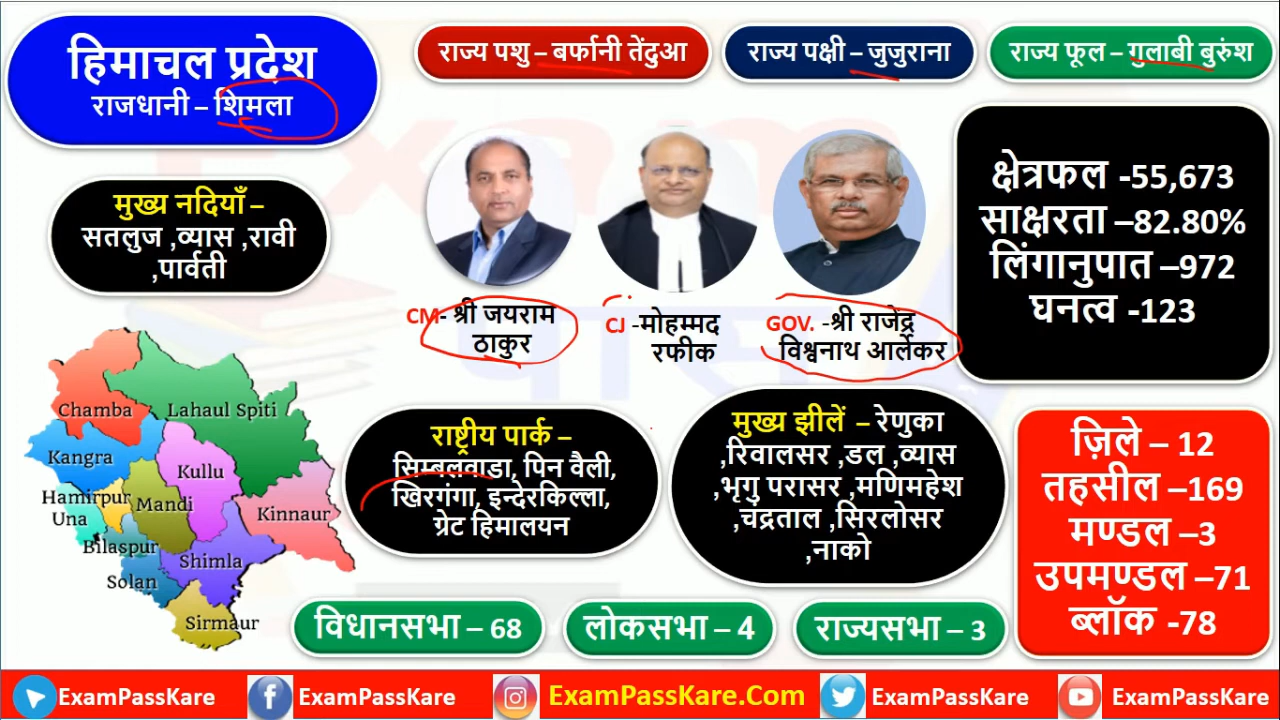 हिमाचल प्रदेश
राजधानी – शिमला
राज्य पशु – बर्फानी तेंदुआ
राज्य पक्षी – जुजुराना
राज्य फूल – गुलाबी बुरुंश
मुख्य नदियाँ –
सतलुज ,व्यास ,रावी
,पार्वती
CM- श्री जयराम
ठाकुर
CJ -मोहम्मद
रफीक
GOV. -श्री राजेंद्र
विश्वनाथ आर्लेकर
क्षेत्रफल -55,673
साक्षरता –82.80%
लिंगानुपात –972
घनत्व -123
Chamba
Lahaul Spiti
Kangra
Kullu
Hamirpur
Mandi
Una
Kinnaur
Bilaspur
Shimla
Solan
Sirmaur
राष्ट्रीय पार्क –
सिम्बलवाडा, पिन वैली,
खिरगंगा, इन्देरकिल्ला,
ग्रेट हिमालयन
मुख्य झीलें – रेणुका
,रिवालसर ,डल ,व्यास
,भृगु परासर ,मणिमहेश
,चंद्रताल ,सिरलोसर
,नाको
ज़िले – 12
तहसील –169
मण्डल –3
उपमण्डल –71
ब्लॉक -78
विधानसभा – 68
लोकसभा – 4
राज्यसभा – 3
ExamPassKare
ExamPassKare
ExamPassKare.Com
ExamPassKare
ExamPassKare